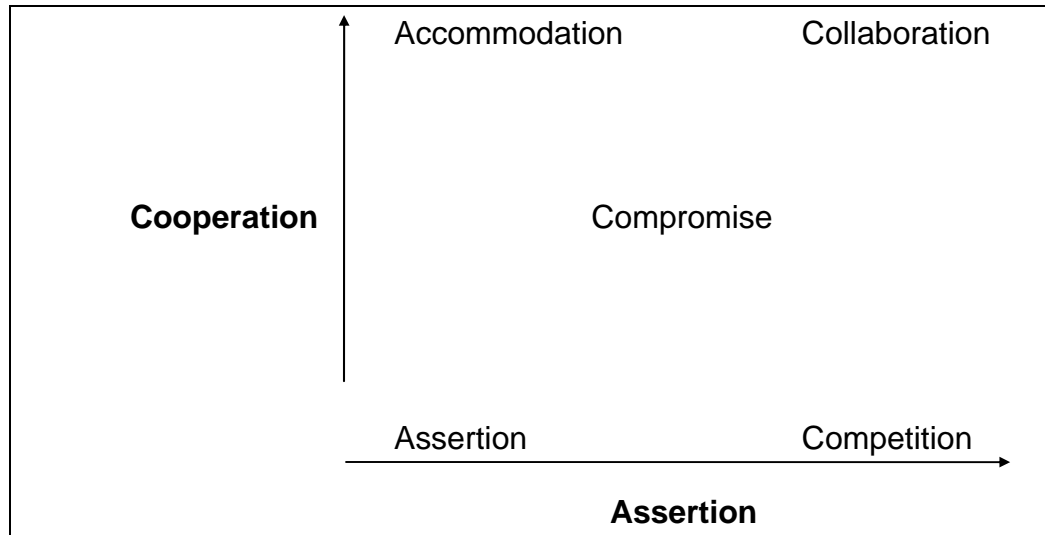 Accommodation Collaboration
Cooperation Compromise
Assertion Competition
Assertion